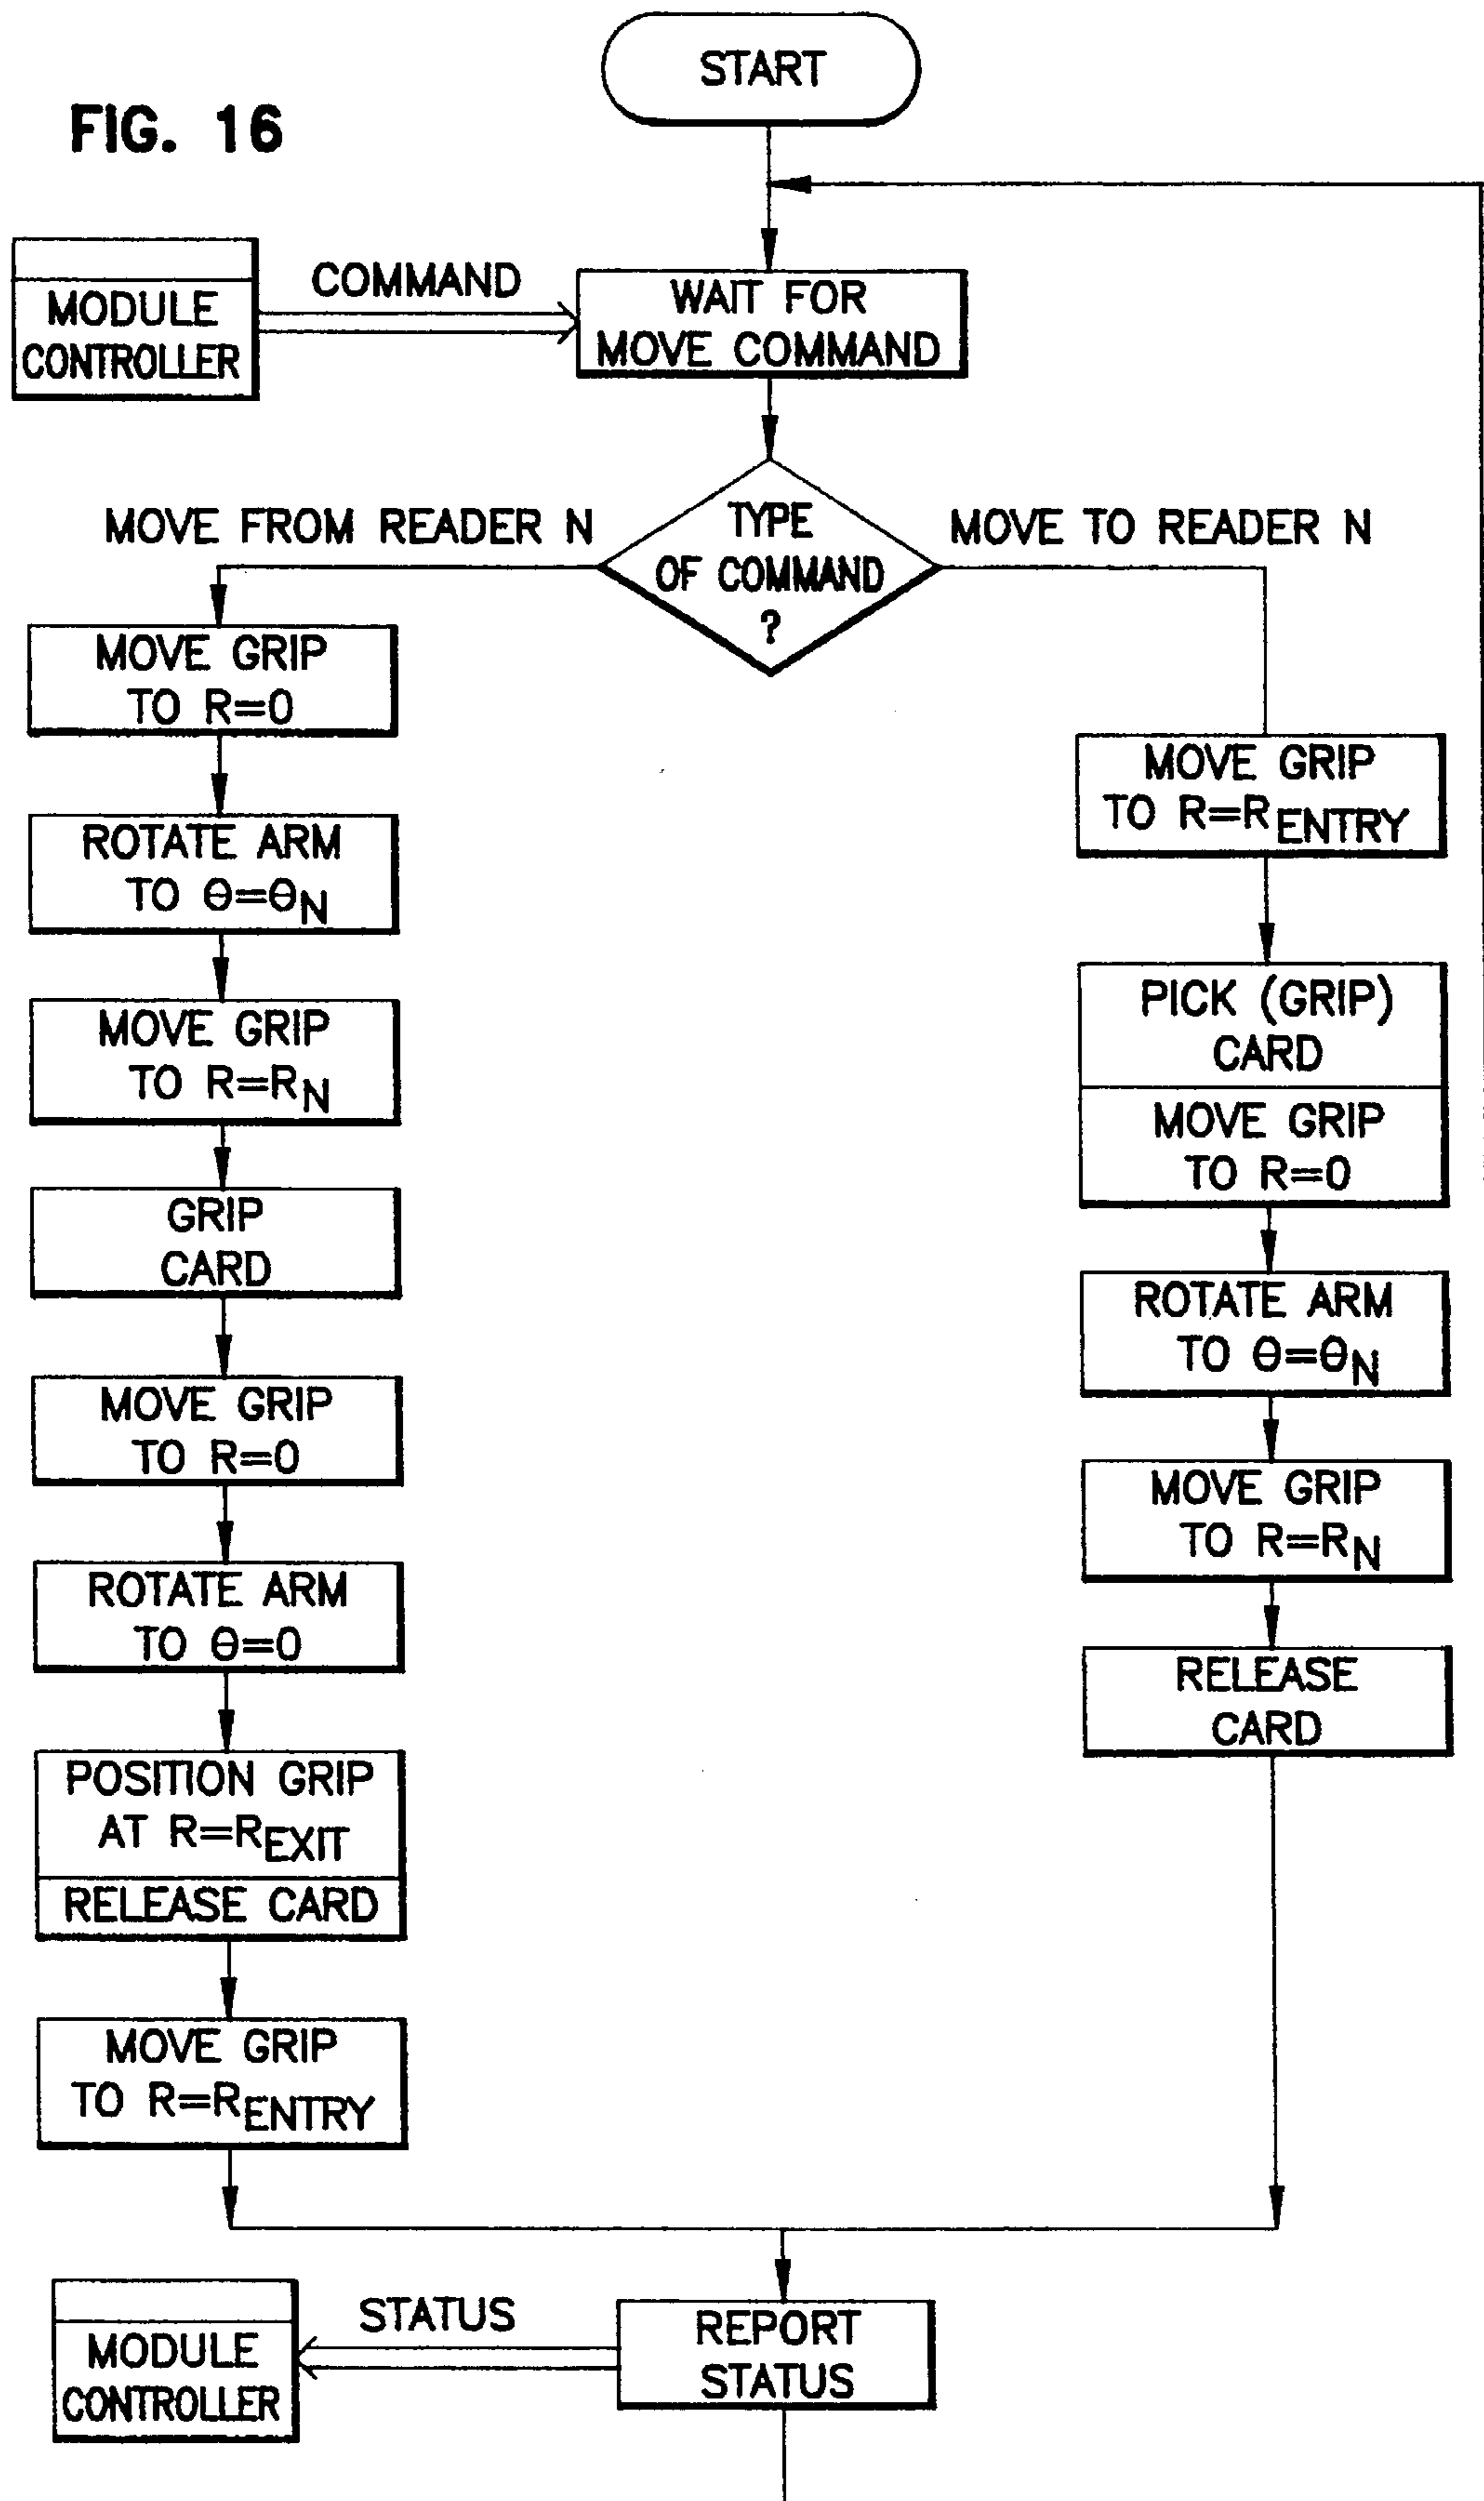 START
FIG. 16
COMMAND
MODULE
CONTROLLER
WAIT FOR
MOVE COMMAND
MOVE FROM READER N
TYPE
OF COMMAND
?
MOVE TO READER N
MOVE GRIP
TO R=0
ROTATE ARM
TO Θ=ΘN
MOVE GRIP
TO R=RN
GRIP
CARD
MOVE GRIP
TO R=0
ROTATE ARM
TO Θ=0
POSITION GRIP
AT R=REXIT
RELEASE CARD
MOVE GRIP
TO R=RENTRY
MOVE GRIP
TO R=RENTRY
PICK (GRIP)
CARD
MOVE GRIP
TO R=0
ROTATE ARM
TO Θ=ΘN
MOVE GRIP
TO R=RN
RELEASE
CARD
STATUS
MODULE
CONTROLLER
REPORT
STATUS